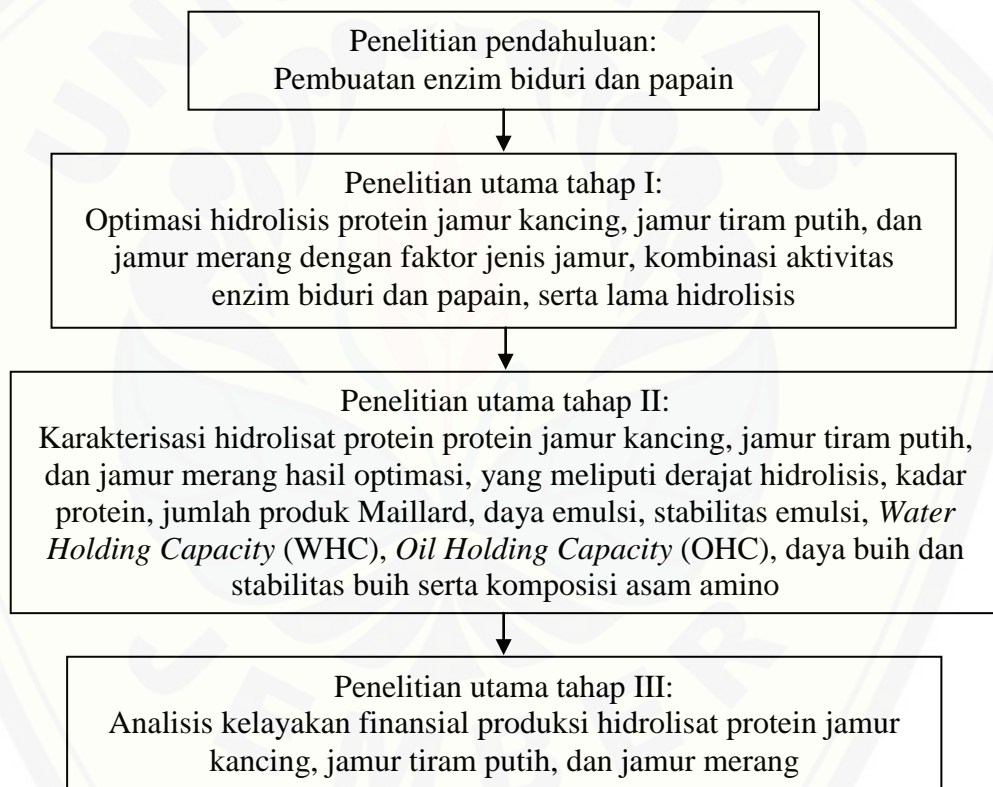 Penelitian pendahuluan:
Pembuatan enzim biduri dan papain
Penelitian utama tahap I:
Optimasi hidrolisis protein jamur kancing, jamur tiram putih, dan
jamur merang dengan faktor jenis jamur, kombinasi aktivitas
enzim biduri dan papain, serta lama hidrolisis
Penelitian utama tahap II:
Karakterisasi hidrolisat protein protein jamur kancing, jamur tiram putih,
dan jamur merang hasil optimasi, yang meliputi derajat hidrolisis, kadar
protein, jumlah produk Maillard, daya emulsi, stabilitas emulsi, Water
Holding Capacity (WHC), Oil Holding Capacity (OHC), daya buih dan
stabilitas buih serta komposisi asam amino
Penelitian utama tahap III:
Analisis kelayakan finansial produksi hidrolisat protein jamur
kancing, jamur tiram putih, dan jamur merang